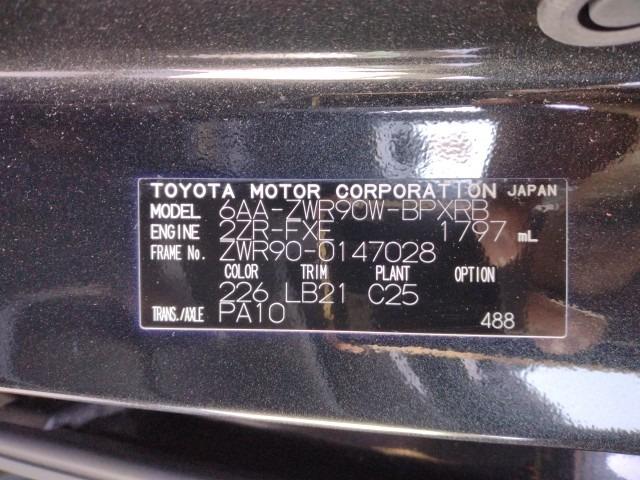 TOYOTA MOTOR CORPORATION JAPAN
MODEL 6AA-ZWR90W-BPXRB
ENGINE 2ZR-FXE 1797 mL
FRAME No. ZWR90-0147028
COLOR TRIM PLANT OPTION
226 LB21 C25
TRANS./AXLE PA10 488